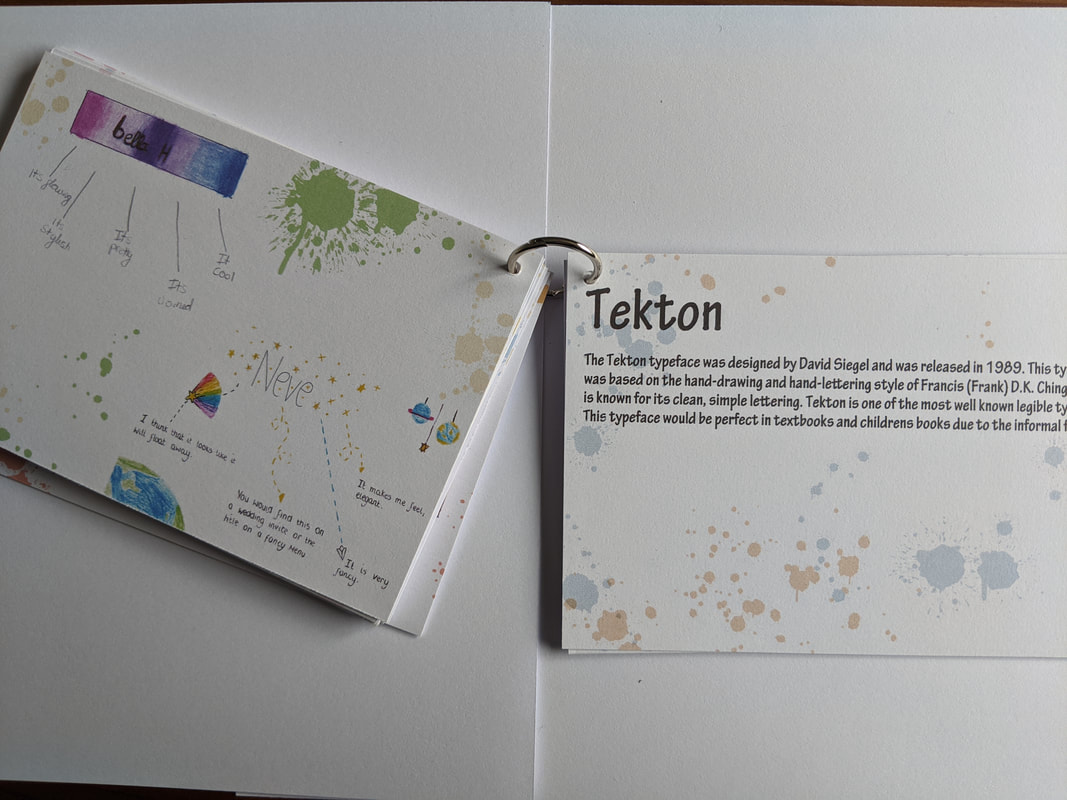 bella H
It's flowing
Its
stylish
Its
pretty
Its
It
Cool
Neve
I think that it looks like it
will float away.
You would find this on
a wedding invite or the
title on a fancy Menu
It makes me feel,
elegant.
It is very
fancy.
Tekton
The Tekton typeface was designed by David Siegel and was released in 1989. This ty
was based on the hand-drawing and hand-lettering style of Francis (Frank) D.K. Ching
is known for its clean, simple lettering. Tekton is one of the most well known legible ty
This typeface would be perfect in textbooks and childrens books due to the informal f